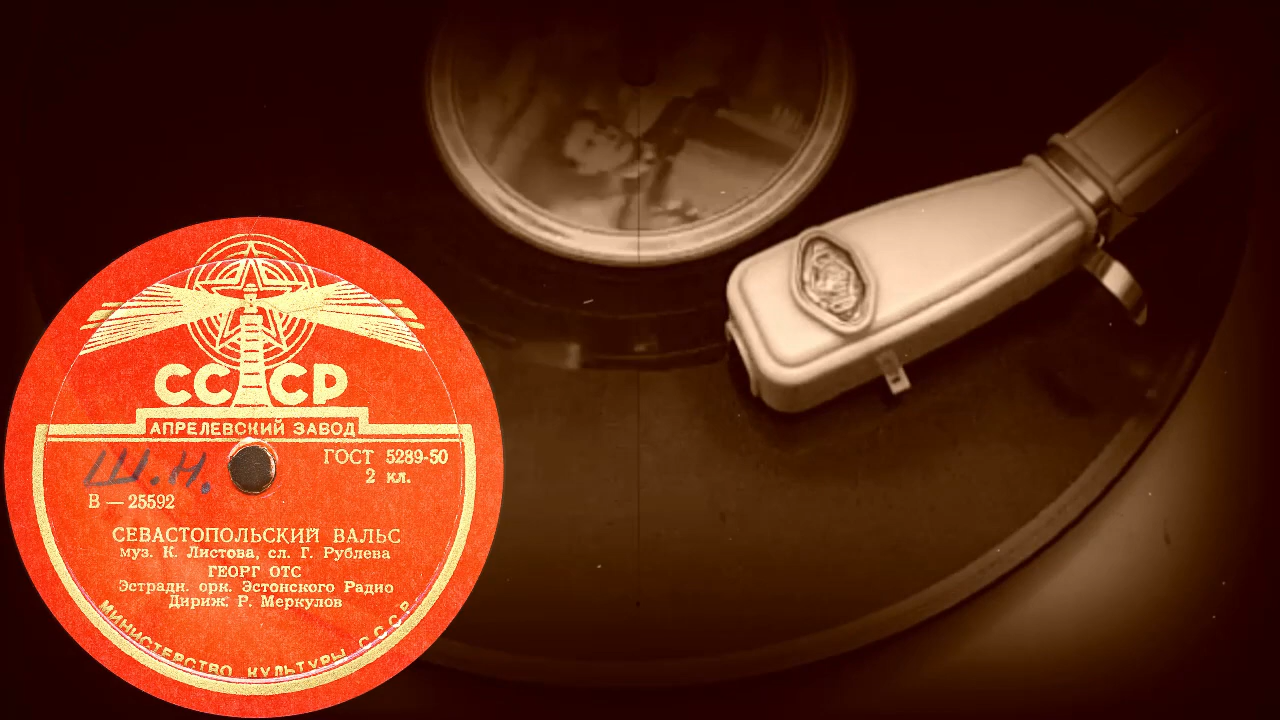 СССР
АПРЕЛЕВСКИЙ ЗАВОД
Ш.Н.
ГОСТ 5289-50
2 кл.
В — 25592
СЕВАСТОПОЛЬСКИЙ ВАЛЬС
муз. К. Листова, сл. Г. Рублева
ГЕОРГ ОТС
Эстрадн. орк. Эстонского Радио
Дириж. Р. Меркулов
МИНИСТЕРСТВО КУЛЬТУРЫ СССР